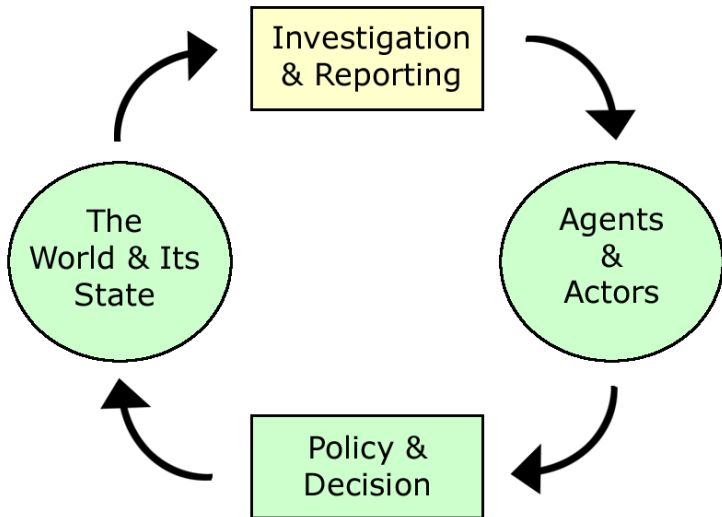 Investigation
& Reporting
The
World & Its
State
Agents
&
Actors
Policy &
Decision